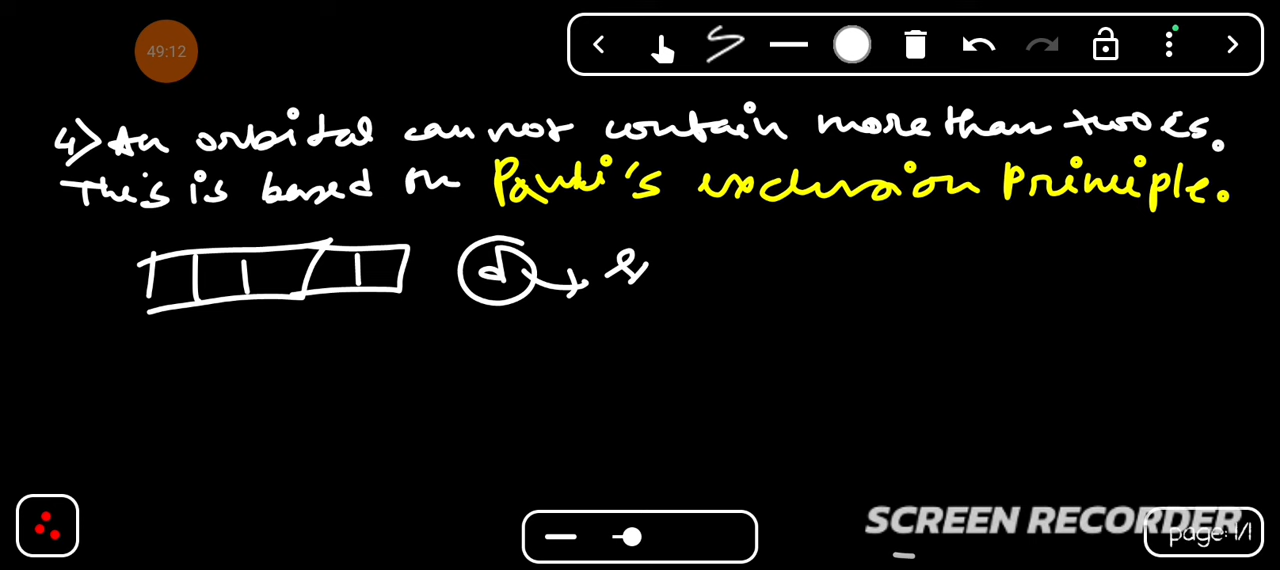 49:12
4) An orbital can not contain more than two es.
This is based on Pauli's exclusion Principle.
d
SCREEN RECORDER
page:1/1